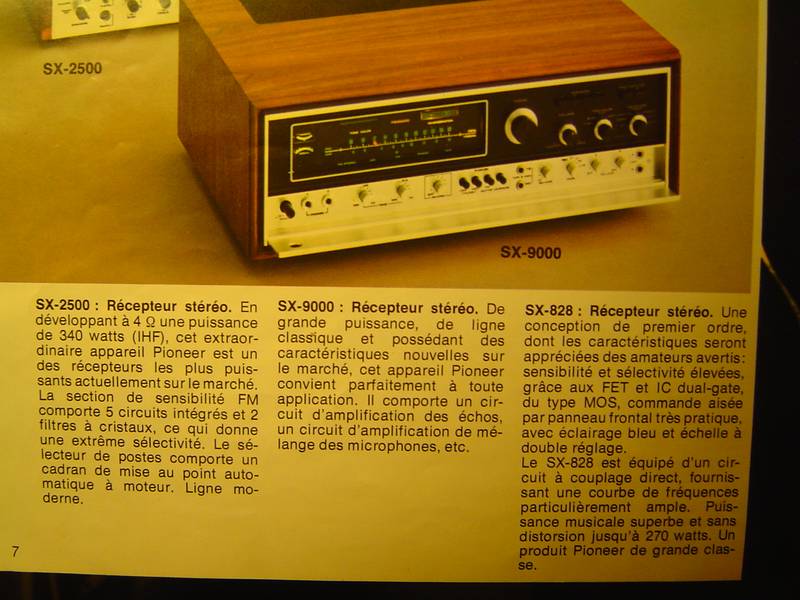 SX-2500
SX-9000
SX-2500 : Récepteur stéréo. En
développant à 4 Ω une puissance
de 340 watts (IHF), cet extraor-
dinaire appareil Pioneer est un
des récepteurs les plus puis-
sants actuellement sur le marché.
La section de sensibilité FM
comporte 5 circuits intégrés et 2
filtres à cristaux, ce qui donne
une extrême sélectivité. Le sé-
lecteur de postes comporte un
cadran de mise au point auto-
matique à moteur. Ligne mo-
derne.
SX-9000 : Récepteur stéréo. De
grande puissance, de ligne
classique et possédant des
caractéristiques nouvelles sur
le marché, cet appareil Pioneer
convient parfaitement à toute
application. Il comporte un cir-
cuit d'amplification des échos,
un circuit d'amplification de mé-
lange des microphones, etc.
SX-828 : Récepteur stéréo. Une
conception de premier ordre,
dont les caractéristiques seront
appréciées des amateurs avertis:
sensibilité et sélectivité élevées,
grâce aux FET et IC dual-gate,
du type MOS, commande aisée
par panneau frontal très pratique,
avec éclairage bleu et échelle à
double réglage.
Le SX-828 est équipé d'un cir-
cuit à couplage direct, fournis-
sant une courbe de fréquences
particulièrement ample. Puis-
sance musicale superbe et sans
distorsion jusqu'à 270 watts. Un
produit Pioneer de grande clas-
se.
7